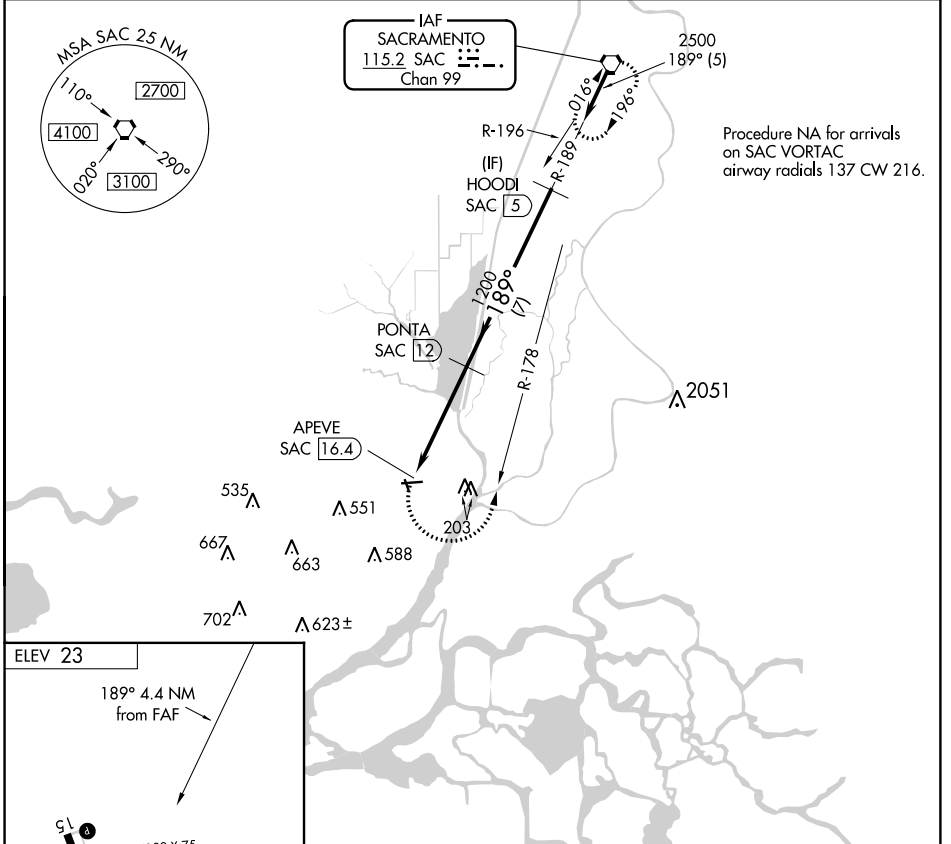 MSA SAC 25 NM
110°
2700
4100
020°
290°
3100
IAF
SACRAMENTO
115.2 SAC
Chan 99
2500
189° (5)
016°
196°
R-196
R-189
(IF)
HOODI
SAC 5
Procedure NA for arrivals
on SAC VORTAC
airway radials 137 CW 216.
1200
189°
(7)
PONTA
SAC 12
R-178
2051
APEVE
SAC 16.4
535
551
203
667
663
588
702
623±
ELEV 23
189° 4.4 NM
from FAF
15
P
X 75